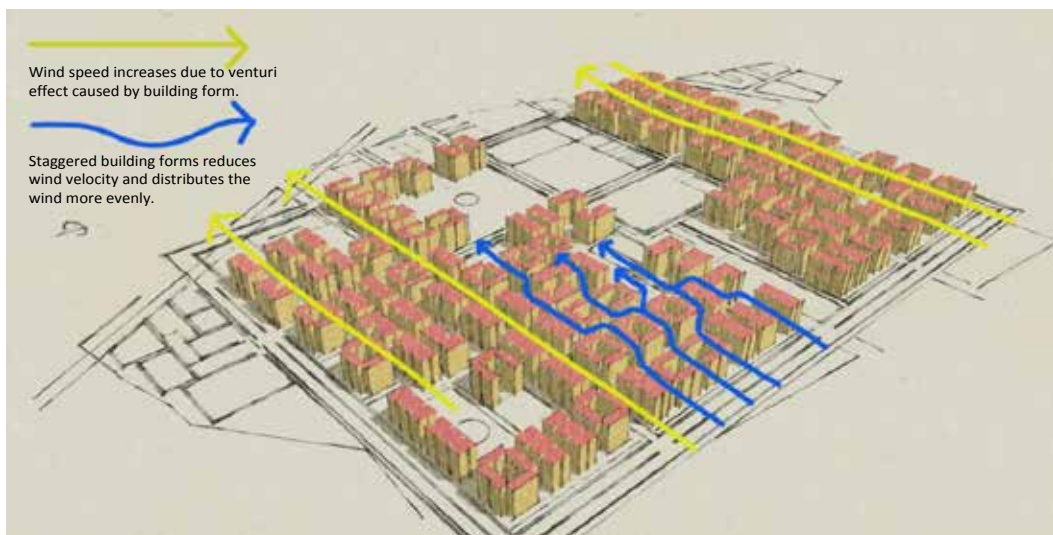 Wind speed increases due to venturi
effect caused by building form.
Staggered building forms reduces
wind velocity and distributes the
wind more evenly.